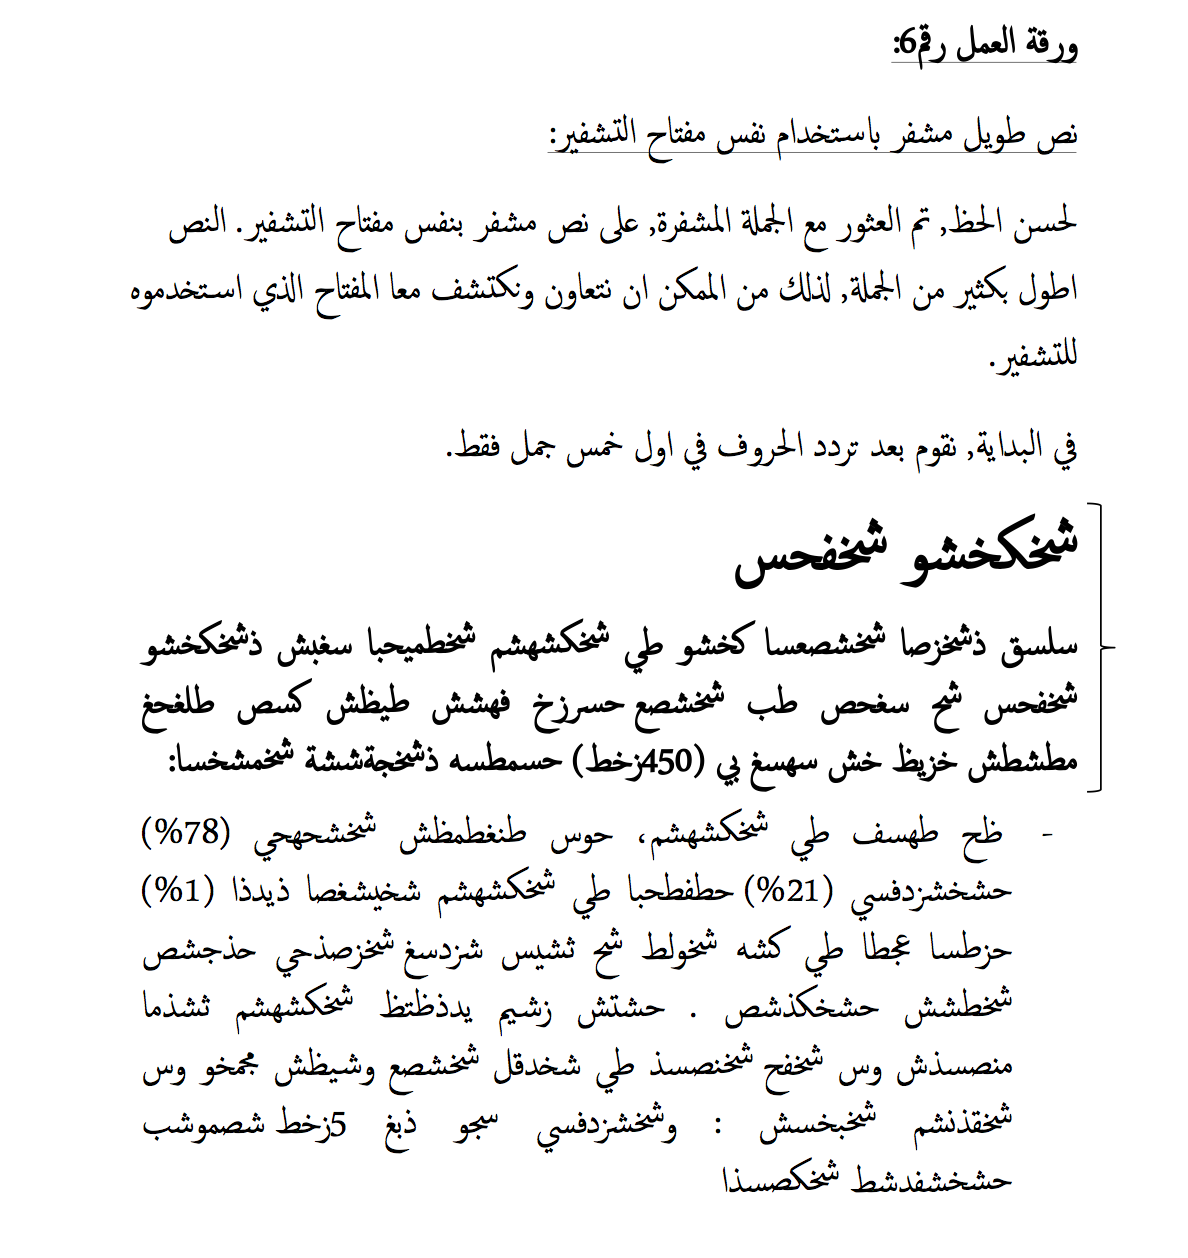 ورقة العمل رقم6:
نص طويل مشفر باستخدام نفس مفتاح التشفير:
لحسن الحظ, تم العثور مع الجملة المشفرة, على نص مشفر بنفس مفتاح التشفير. النص
اطول بكثير من الجملة, لذلك من الممكن ان نتعاون ونكتشف معا المفتاح الذي استخدموه
للتشفير.
في البداية, نقوم بعد تردد الحروف في اول خمس جمل فقط.
شخكخشو شخفحس
سلسق ذشخزصا شخشصعسا كخشو طي شخكشهشم شخطميحبا سغبش ذشخكخشو
شخفحس شح سغحص طب شخشصع حسرزخ فهشش طيظش كسص طلغحغ
مطشطش خزيظ خش سهسغ بي (450زخط) حسمطسه ذشخجةششة شخمشخسا:
- ظح طهسف طي شخكشهشم، حوس طنغطمظش شخشحهحي (78%)
حشخشزدفسي (21%) حطفطحبا طي شخكشهشم شخيشغصا ذيدذا (1%)
حزطسا عجطا طي كشه شخولط شح ثشيس شزدسغ شخزصذحي حذجشص
شخطشش حشخكذشص . حشتش زشيم يدذظتظ شخكشهشم ثشذما
منصسذش وس شخفح شخنصسذ طي شخدقل شخشصع وشيظش مجمخو وس
شخقذنشم شخبخسش : وشخشزدفسي سجو ذبغ 5زخط شصموشب
حشخشفدشط شخكصسذا